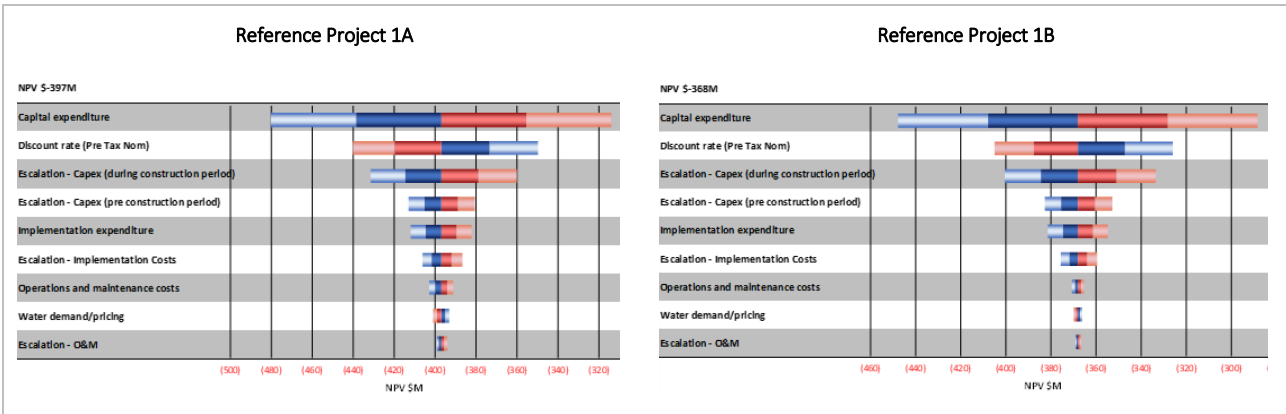 Reference Project 1A
NPV $-397M
Capital expenditure
Discount rate (Pre Tax Nom)
Escalation - Capex (during construction period)
Escalation - Capex (pre construction period)
Implementation expenditure
Escalation - Implementation Costs
Operations and maintenance costs
Water demand/pricing
Escalation - O&M
(500) (480) (460) (440) (420) (400) (380) (360) (340) (320)
NPV $M
Reference Project 1B
NPV $-368M
Capital expenditure
Discount rate (Pre Tax Nom)
Escalation - Capex (during construction period)
Escalation - Capex (pre construction period)
Implementation expenditure
Escalation - Implementation Costs
Operations and maintenance costs
Water demand/pricing
Escalation - O&M
(460) (440) (420) (400) (380) (360) (340) (320) (300)
NPV $M